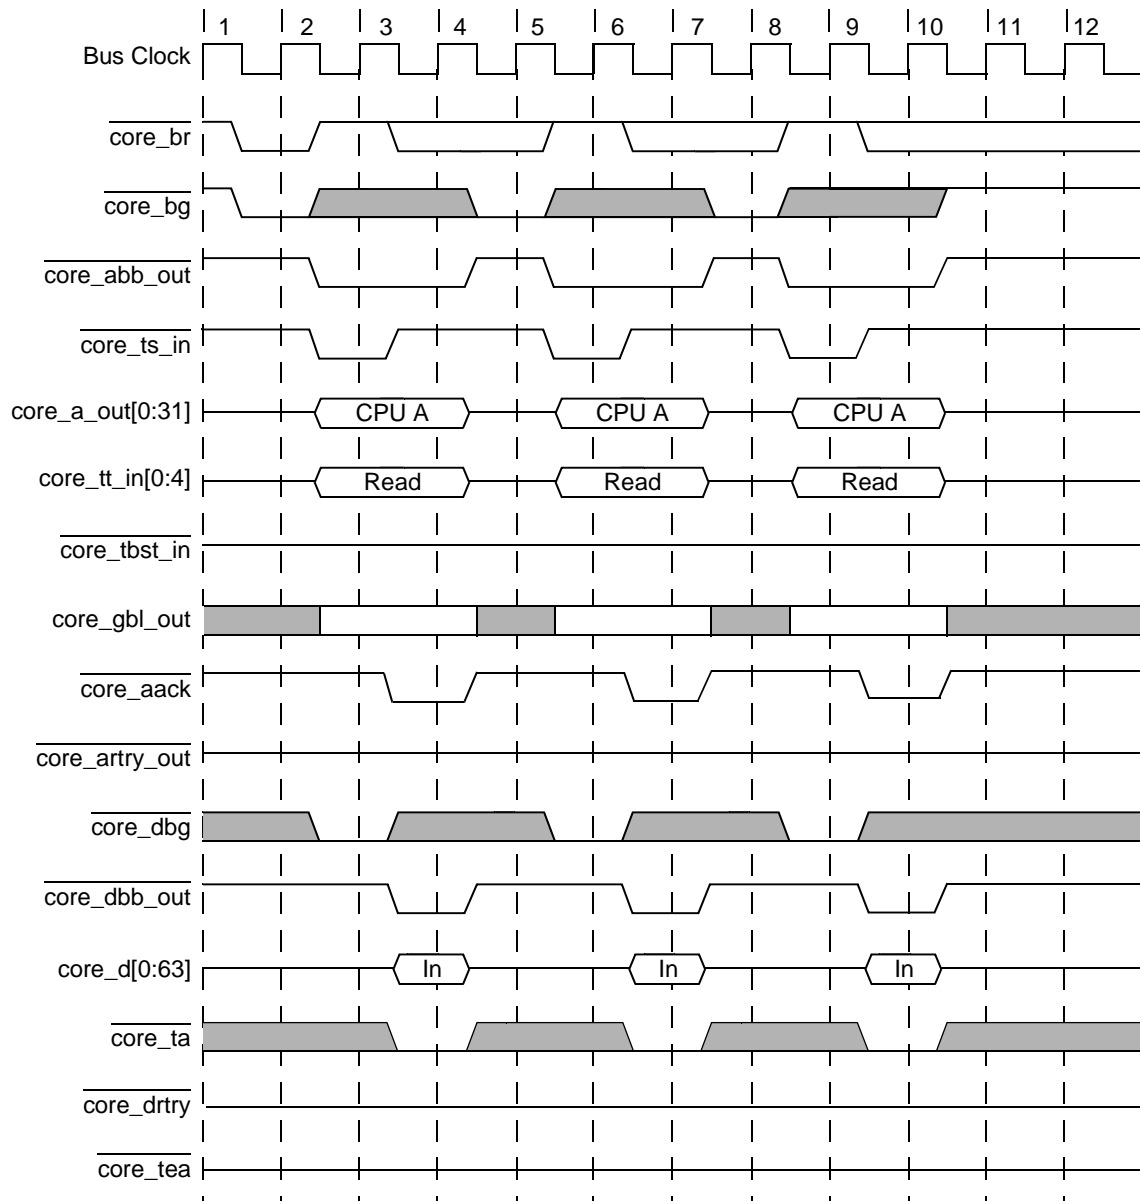 1 2 3 4 5 6 7 8 9 10 11 12
Bus Clock
core_br
core_bg
core_abb_out
core_ts_in
core_a_out[0:31] CPU A CPU A CPU A
core_tt_in[0:4] Read Read Read
core_tbst_in
core_gbl_out
core_aack
core_artry_out
core_dbg
core_dbb_out
core_d[0:63] In In In
core_ta
core_drtry
core_tea